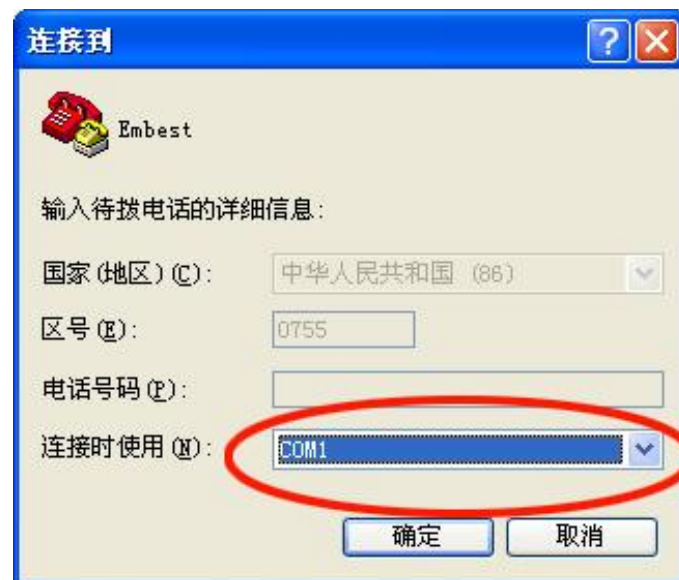 连接到
Embest
输入待拨电话的详细信息:
国家(地区)(C): 中华人民共和国 (86)
区号(E): 0755
电话号码(P):
连接时使用(N): COM1
确定 取消